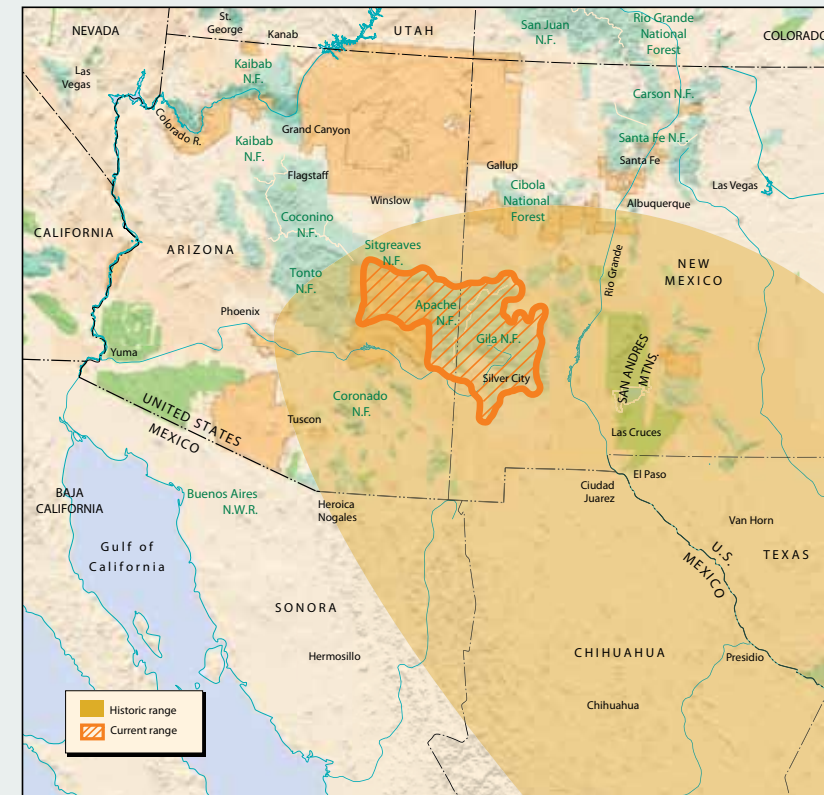 NEVADA
St.
George
Kanab
UTAH
San Juan
N.F.
Rio Grande
National
Forest
COLORADO
Las
Vegas
Kaibab
N.F.
Carson N.F.
Colorado R.
Grand Canyon
Kaibab
N.F.
Santa Fe N.F.
Santa Fe
Gallup
Flagstaff
Cibola
National
Forest
Las Vegas
Winslow
Albuquerque
Coconino
N.F.
CALIFORNIA
ARIZONA
Sitgreaves
N.F.
Rio Grande
NEW
MEXICO
Tonto
N.F.
Phoenix
Apache
N.F.
Gila N.F.
Yuma
SAN ANDRES
MTNS.
Silver City
Coronado
N.F.
UNITED STATES
MEXICO
Tuscon
Las Cruces
El Paso
Ciudad
Juarez
BAJA
CALIFORNIA
Buenos Aires
N.W.R.
Heroica
Nogales
Van Horn
Gulf of
California
U.S.
MEXICO
TEXAS
SONORA
CHIHUAHUA
Hermosillo
Presidio
Chihuahua
Historic range
Current range